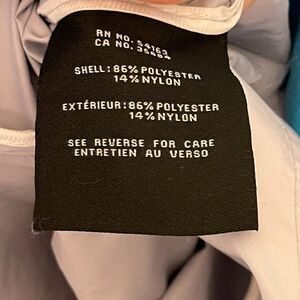 RN NO. 54163
CA NO.
SHELL: 86% POLYESTER
14% NYLON
EXTÉRIEUR: 86% POLYESTER
14% NYLON
SEE REVERSE FOR CARE
ENTRETIEN AU VERSO